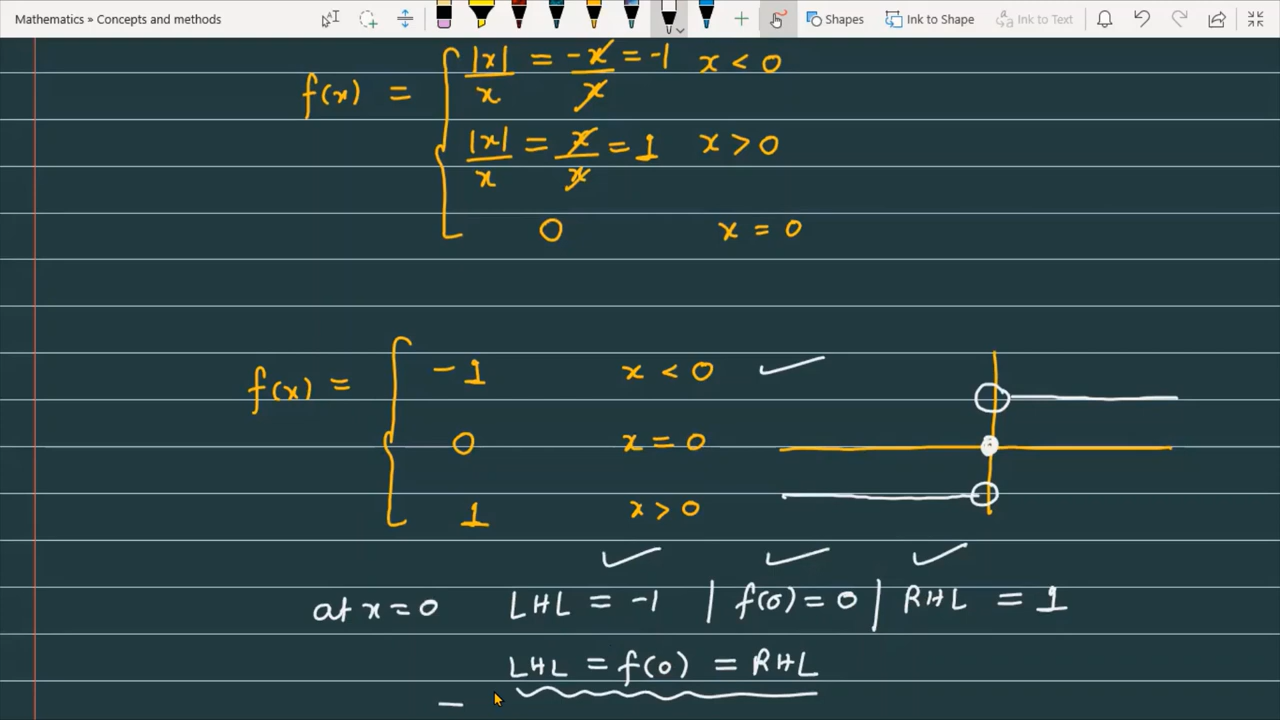 Mathematics » Concepts and methods
Shapes Ink to Shape Ink to Text
|x|/x = -x/x = -1 x < 0
f(x) =
|x|/x = x/x = 1 x > 0
0 x = 0
-1 x < 0
f(x) =
0 x = 0
1 x > 0
at x = 0 LHL = -1 | f(0) = 0 | RHL = 1
LHL = f(0) = RHL